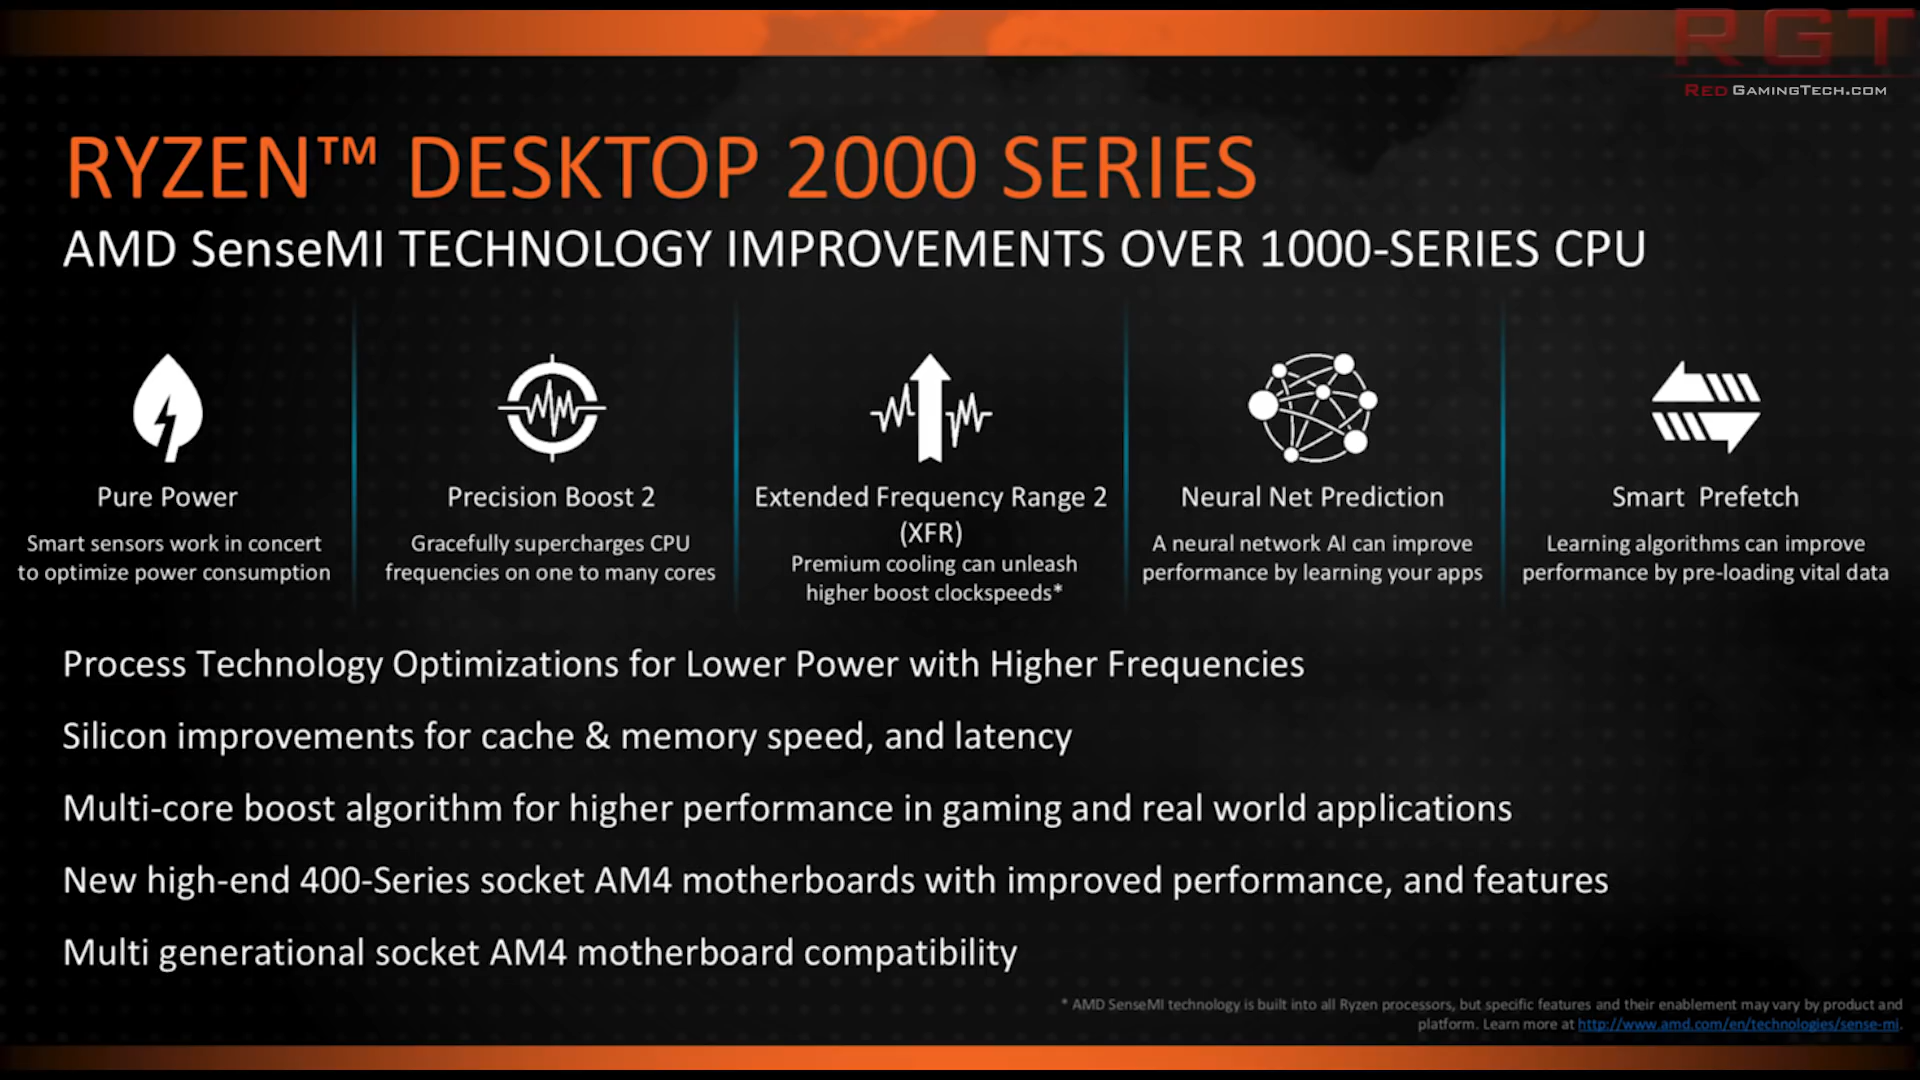 RGT
RED GAMINGTECH.COM
RYZEN™ DESKTOP 2000 SERIES
AMD SenseMI TECHNOLOGY IMPROVEMENTS OVER 1000-SERIES CPU
Pure Power
Smart sensors work in concert
to optimize power consumption
Precision Boost 2
Gracefully supercharges CPU
frequencies on one to many cores
Extended Frequency Range 2
(XFR)
Premium cooling can unleash
higher boost clockspeeds*
Neural Net Prediction
A neural network AI can improve
performance by learning your apps
Smart Prefetch
Learning algorithms can improve
performance by pre-loading vital data
Process Technology Optimizations for Lower Power with Higher Frequencies
Silicon improvements for cache & memory speed, and latency
Multi-core boost algorithm for higher performance in gaming and real world applications
New high-end 400-Series socket AM4 motherboards with improved performance, and features
Multi generational socket AM4 motherboard compatibility
* AMD SenseMI technology is built into all Ryzen processors, but specific features and their enablement may vary by product and
platform. Learn more at http://www.amd.com/en/technologies/sense-mi.